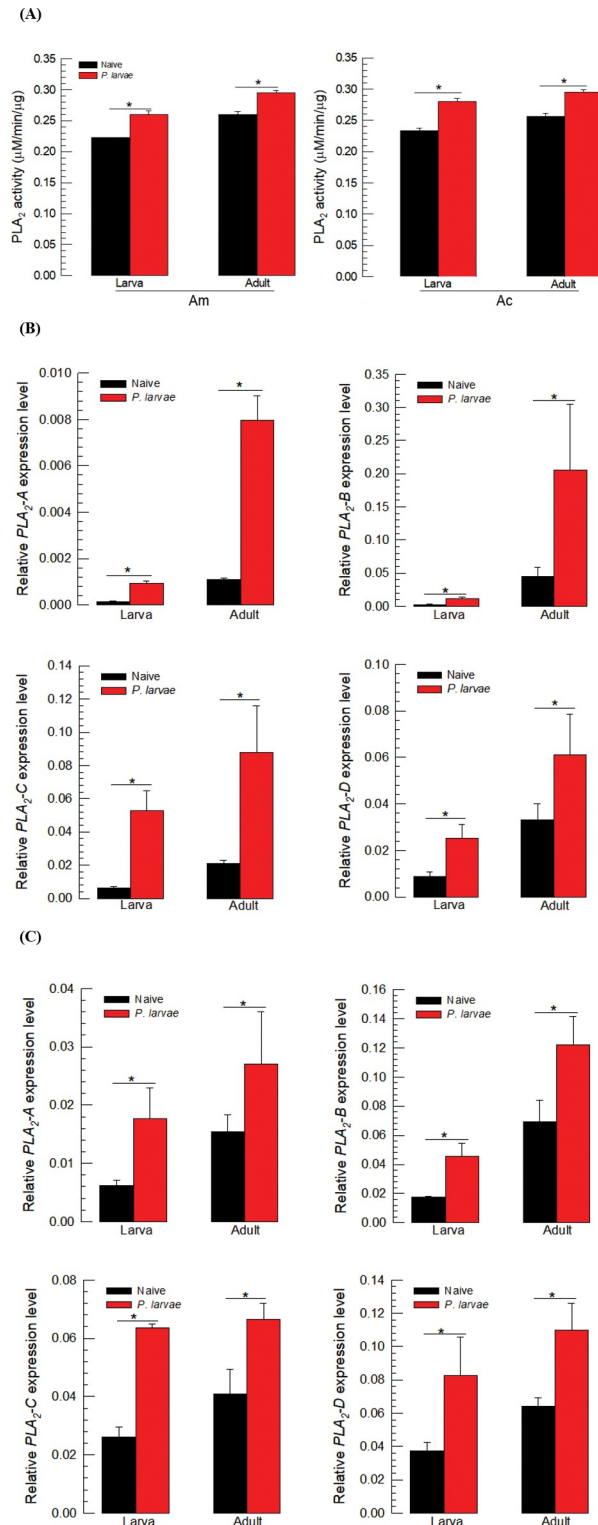 (A)
Naive
P. larvae
PLA2 activity (μM/min/μg)
0.35
0.30
0.25
0.20
0.15
0.10
0.05
0.00
*
*
Larva
Adult
Am
PLA2 activity (μM/min/μg)
0.35
0.30
0.25
0.20
0.15
0.10
0.05
0.00
*
*
Larva
Adult
Ac
(B)
Relative PLA2-A expression level
0.010
0.008
0.006
0.004
0.002
0.000
Naive
P. larvae
*
*
Larva
Adult
Relative PLA2-B expression level
0.35
0.30
0.25
0.20
0.15
0.10
0.05
0.00
Naive
P. larvae
*
*
Larva
Adult
Relative PLA2-C expression level
0.14
0.12
0.10
0.08
0.06
0.04
0.02
0.00
Naive
P. larvae
*
*
Larva
Adult
Relative PLA2-D expression level
0.10
0.08
0.06
0.04
0.02
0.00
Naive
P. larvae
*
*
Larva
Adult
(C)
Relative PLA2-A expression level
0.04
0.03
0.02
0.01
0.00
Naive
P. larvae
*
*
Larva
Adult
Relative PLA2-B expression level
0.16
0.14
0.12
0.10
0.08
0.06
0.04
0.02
0.00
Naive
P. larvae
*
*
Larva
Adult
Relative PLA2-C expression level
0.08
0.06
0.04
0.02
0.00
Naive
P. larvae
*
*
Larva
Adult
Relative PLA2-D expression level
0.14
0.12
0.10
0.08
0.06
0.04
0.02
0.00
Naive
P. larvae
*
*
Larva
Adult